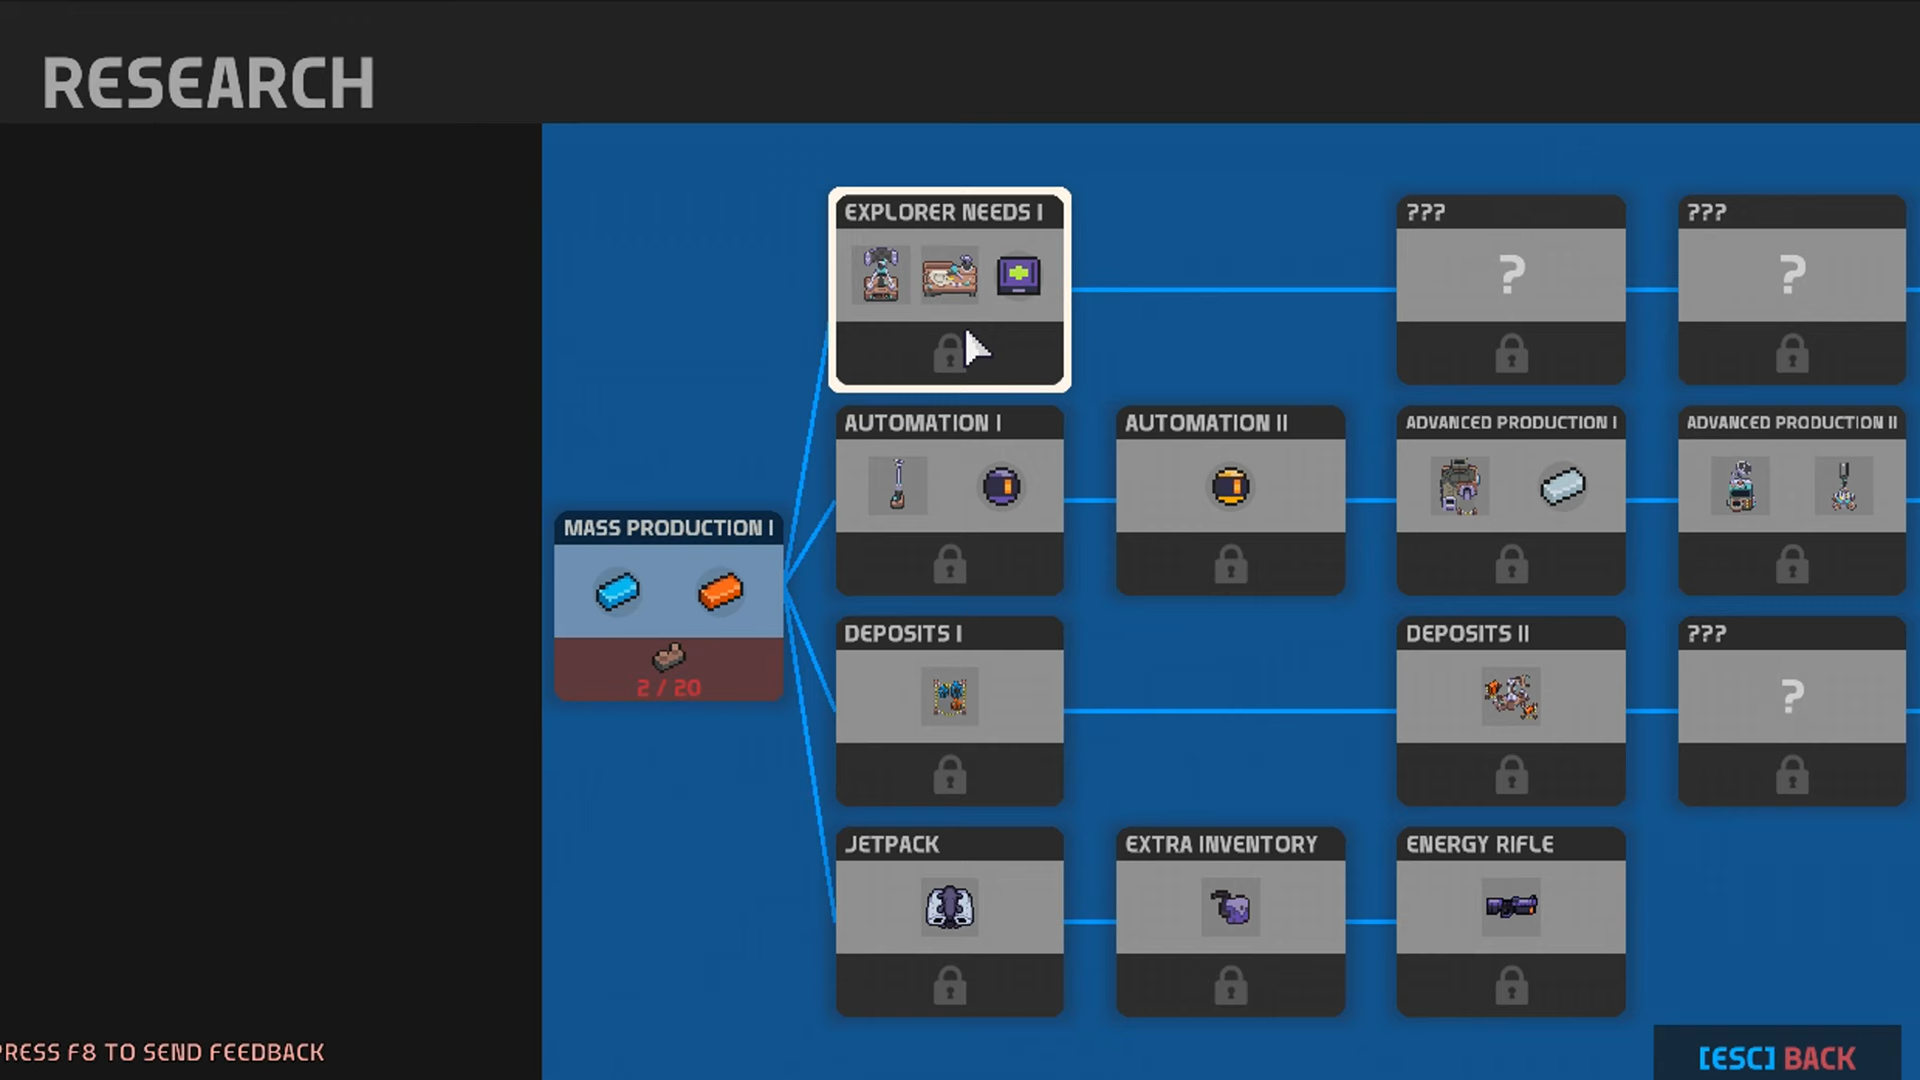 RESEARCH
EXPLORER NEEDS I
???
???
AUTOMATION I
AUTOMATION II
ADVANCED PRODUCTION I
ADVANCED PRODUCTION II
MASS PRODUCTION I
2 / 20
DEPOSITS I
DEPOSITS II
???
JETPACK
EXTRA INVENTORY
ENERGY RIFLE
PRESS F8 TO SEND FEEDBACK
[ESC] BACK